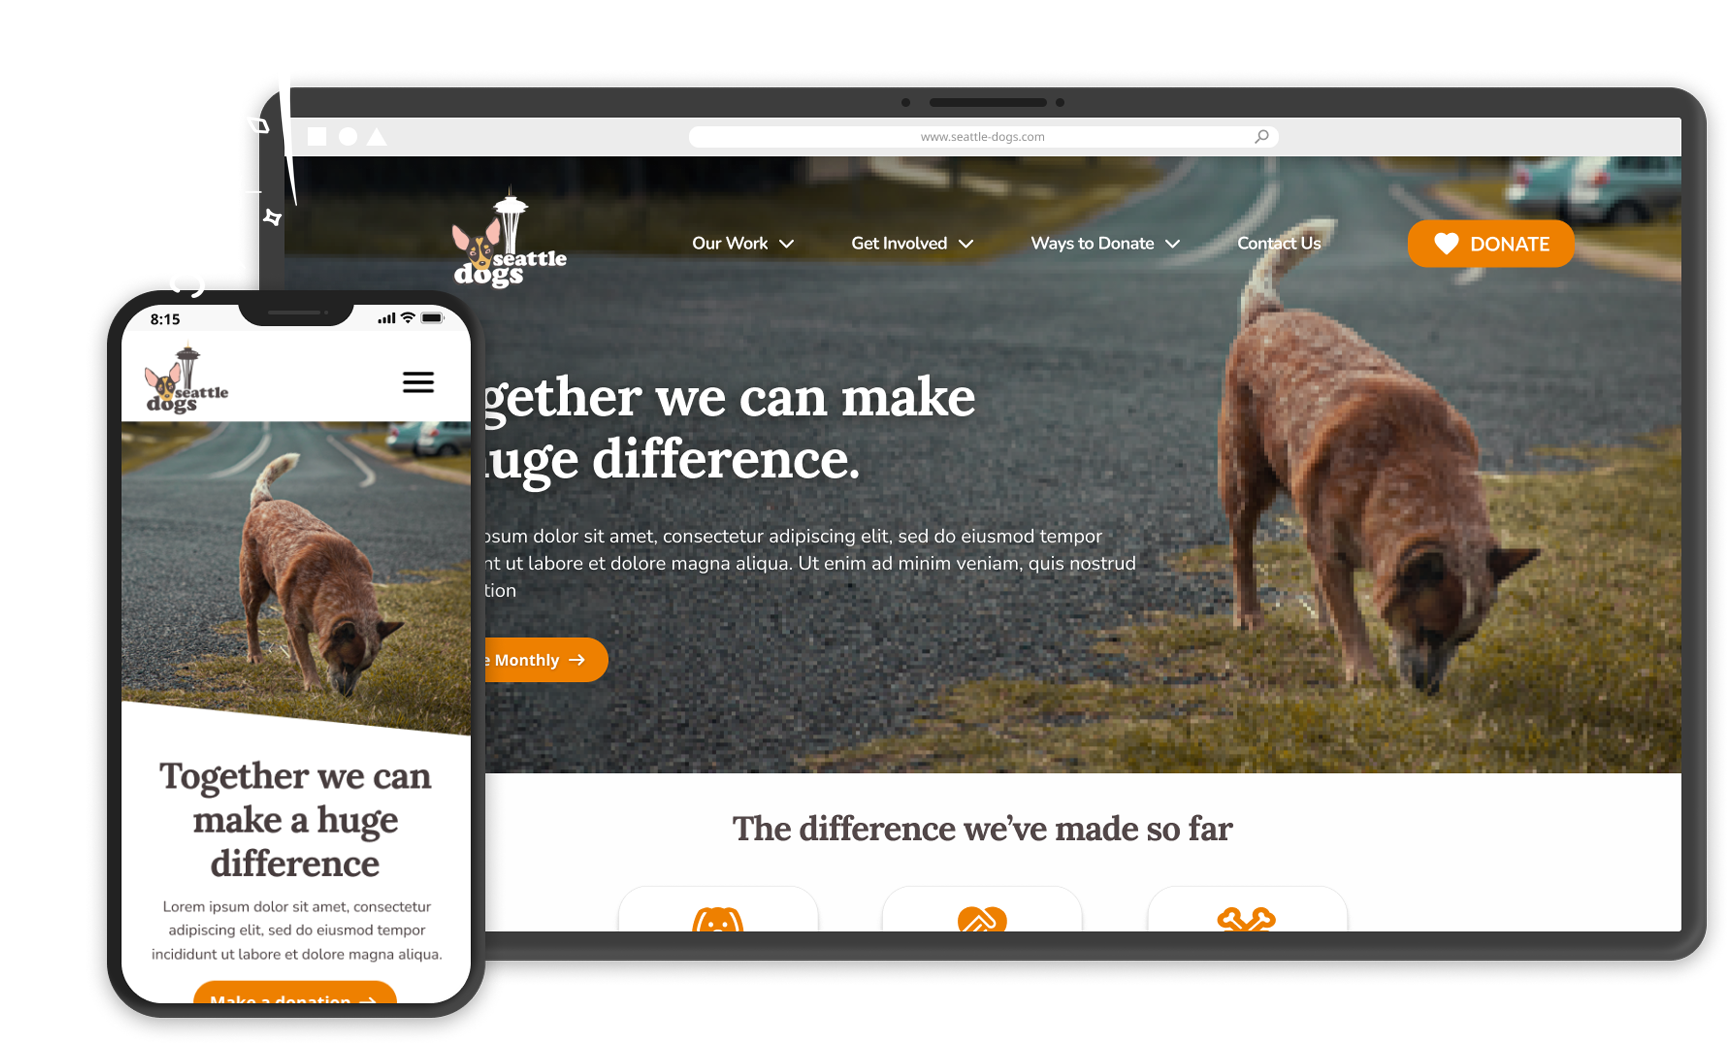 www.seattle-dogs.com
seattle
dogs
Our Work
Get Involved
Ways to Donate
Contact Us
DONATE
gether we can make
uge difference.
psum dolor sit amet, consectetur adipiscing elit, sed do eiusmod tempor
nt ut labore et dolore magna aliqua. Ut enim ad minim veniam, quis nostrud
tion
e Monthly →
The difference we've made so far
8:15
seattle
dogs
Together we can
make a huge
difference
Lorem ipsum dolor sit amet, consectetur
adipiscing elit, sed do eiusmod tempor
incididunt ut labore et dolore magna aliqua.
Make a donation →